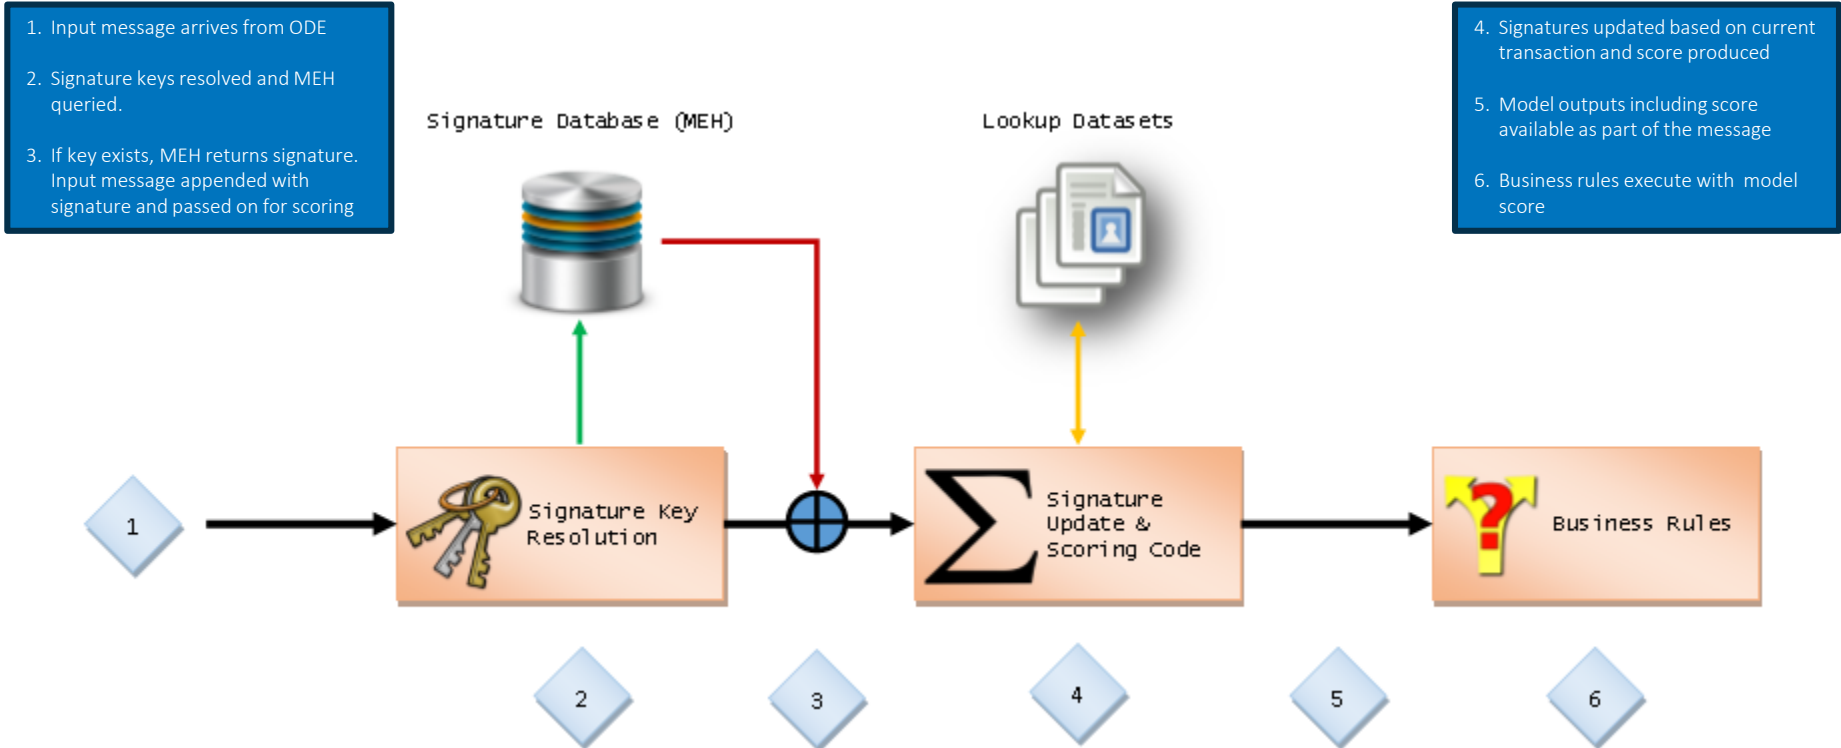 1. Input message arrives from ODE
2. Signature keys resolved and MEH
queried.
3. If key exists, MEH returns signature.
Input message appended with
signature and passed on for scoring
4. Signatures updated based on current
transaction and score produced
5. Model outputs including score
available as part of the message
6. Business rules execute with model
score
Signature Database (MEH)
Lookup Datasets
1
Signature Key
Resolution
Signature
Update &
Scoring Code
Business Rules
2
3
4
5
6